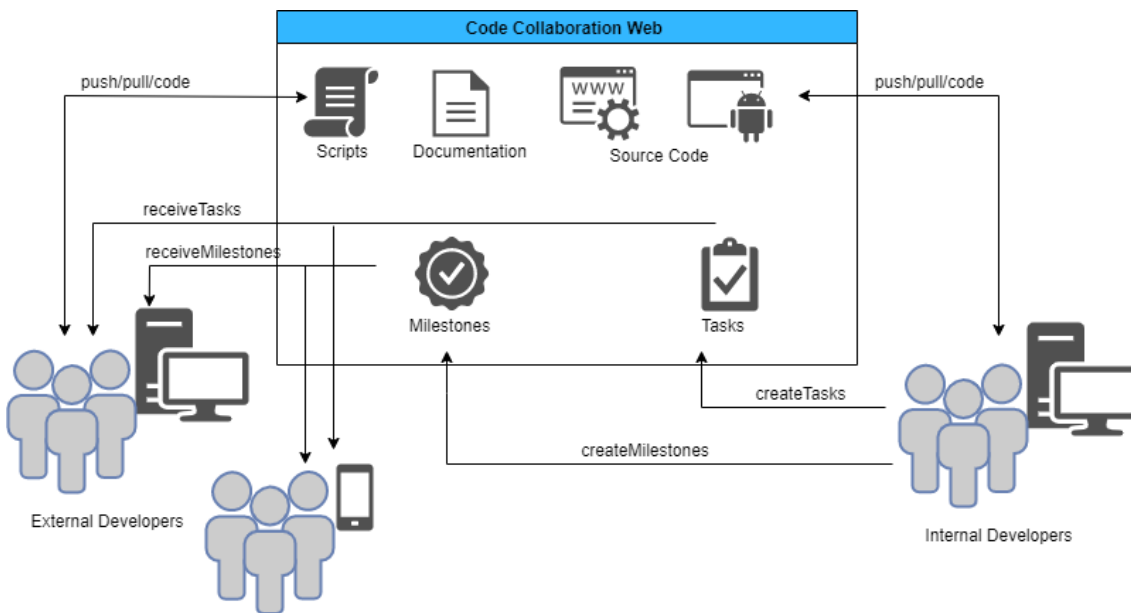 Code Collaboration Web
push/pull/code
push/pull/code
WWW
Scripts
Documentation
Source Code
receiveTasks
receiveMilestones
Milestones
Tasks
createTasks
createMilestones
External Developers
Internal Developers